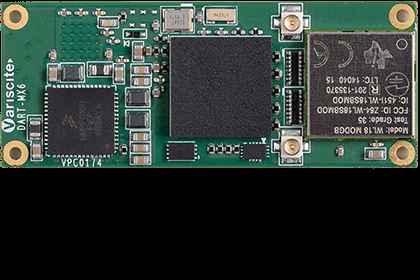 Variscite
DART-MX6
VPC0174
Model: WL18 MODGB
Test Grade: 35
FCC ID: Z64-WL18SBMOD
IC: 451I-WL18SBMOD
R: 201-135370
LTC: 1404O 15